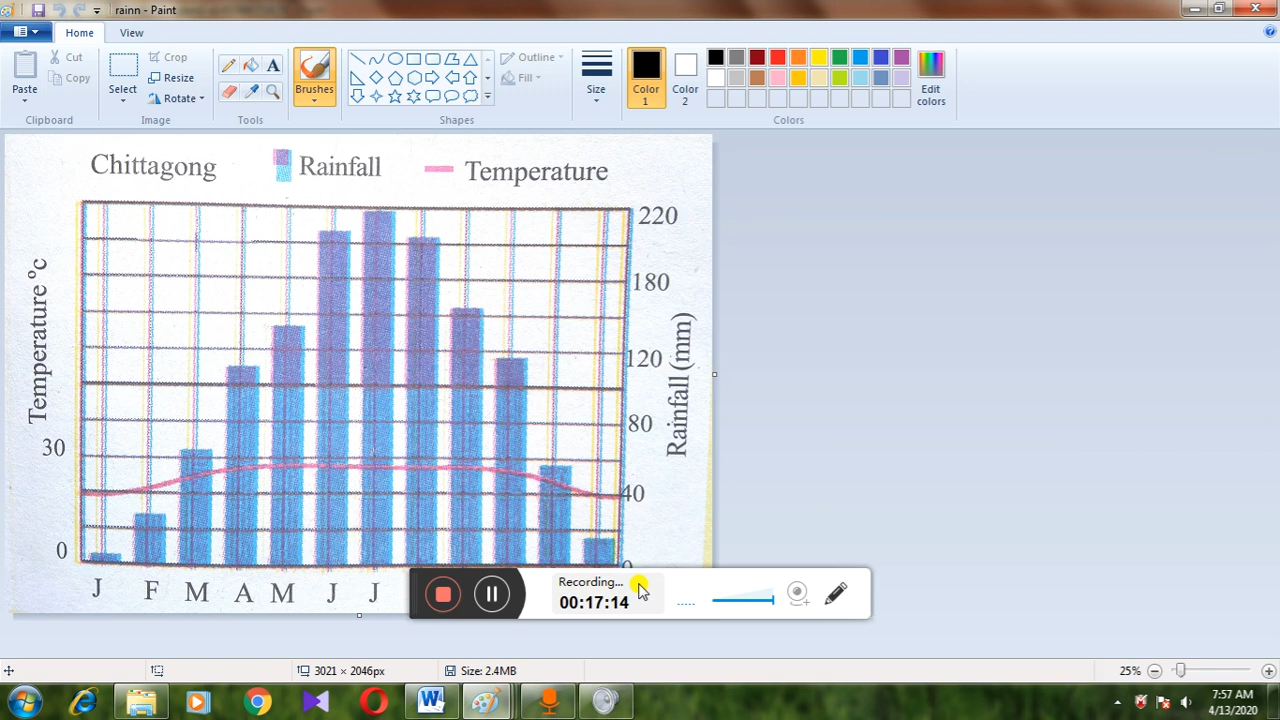 rainn - Paint
Home
View
Paste
Cut
Copy
Clipboard
Select
Crop
Resize
Rotate
Image
Tools
Brushes
Shapes
Outline
Fill
Size
Color 1
Color 2
Edit colors
Colors
Chittagong
Rainfall
Temperature
Temperature °c
30
0
220
180
120
80
40
Rainfall (mm)
J F M A M J J
Recording...
00:17:14
3021 × 2046px
Size: 2.4MB
25%
7:57 AM
4/13/2020